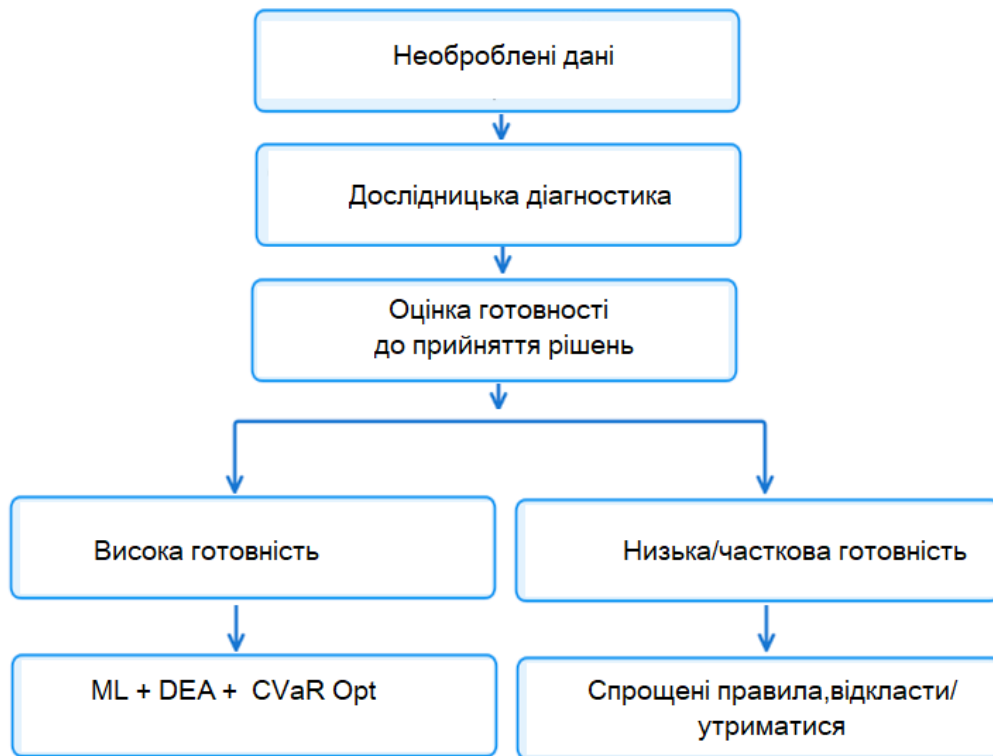 Необроблені дані
Дослідницька діагностика
Оцінка готовності
до прийняття рішень
Висока готовність
Низька/часткова готовність
ML + DEA + CVaR Opt
Спрощені правила,відкласти/
утриматися